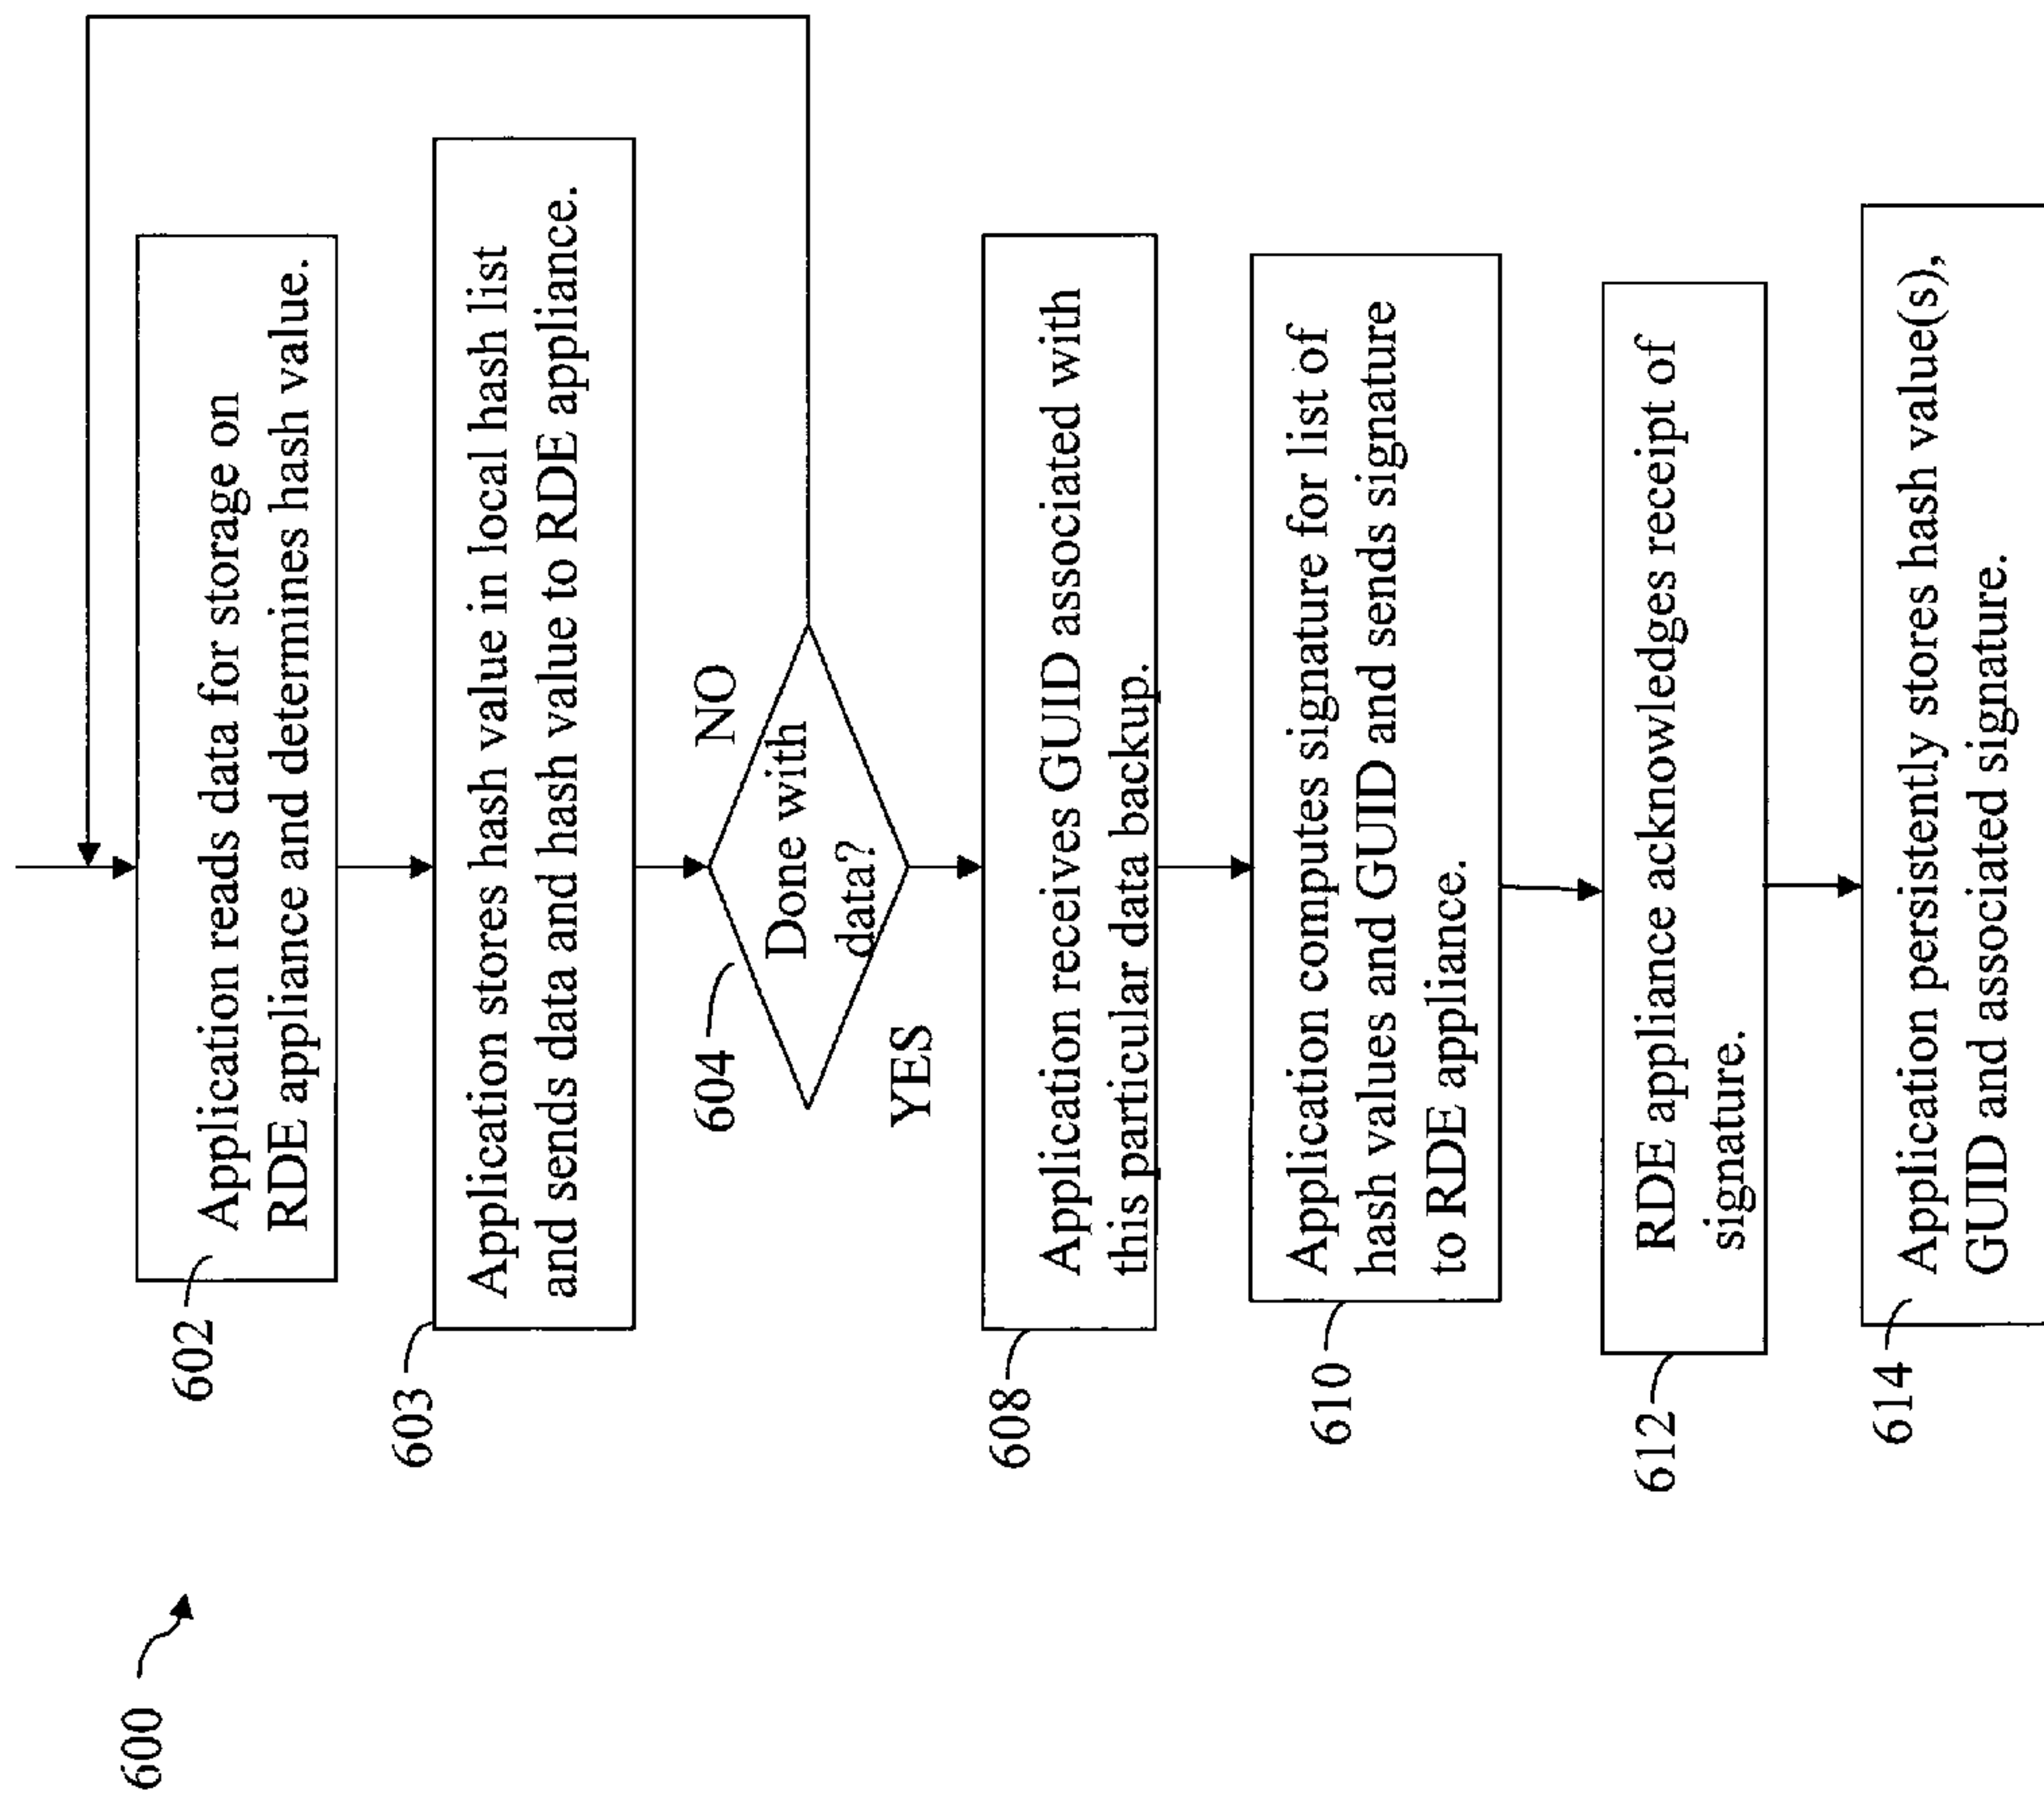 600
602
Application reads data for storage on
RDE appliance and determines hash value.
603
Application stores hash value in local hash list
and sends data and hash value to RDE appliance.
604
NO
Done with
data?
YES
608
Application receives GUID associated with
this particular data backup.
610
Application computes signature for list of
hash values and GUID and sends signature
to RDE appliance.
612
RDE appliance acknowledges receipt of
signature.
614
Application persistently stores hash value(s),
GUID and associated signature.